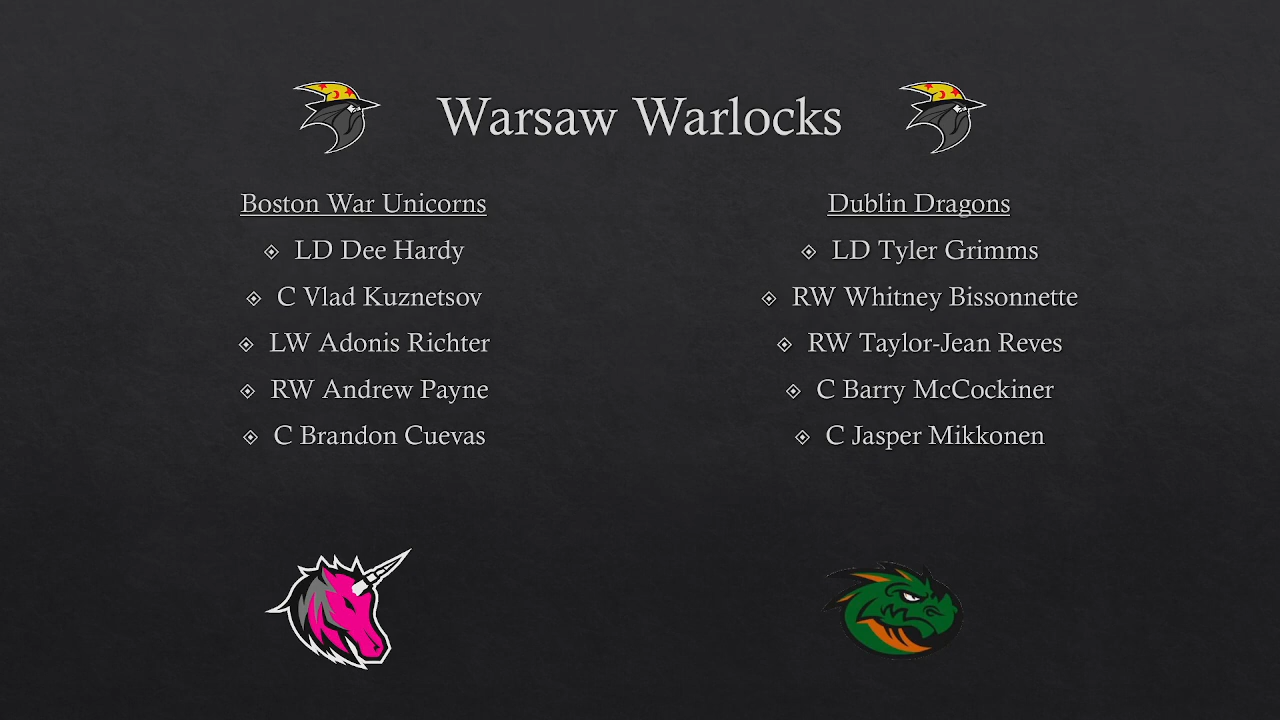 Warsaw Warlocks
Boston War Unicorns
LD Dee Hardy
C Vlad Kuznetsov
LW Adonis Richter
RW Andrew Payne
C Brandon Cuevas
Dublin Dragons
LD Tyler Grimms
RW Whitney Bissonnette
RW Taylor-Jean Reves
C Barry McCockiner
C Jasper Mikkonen